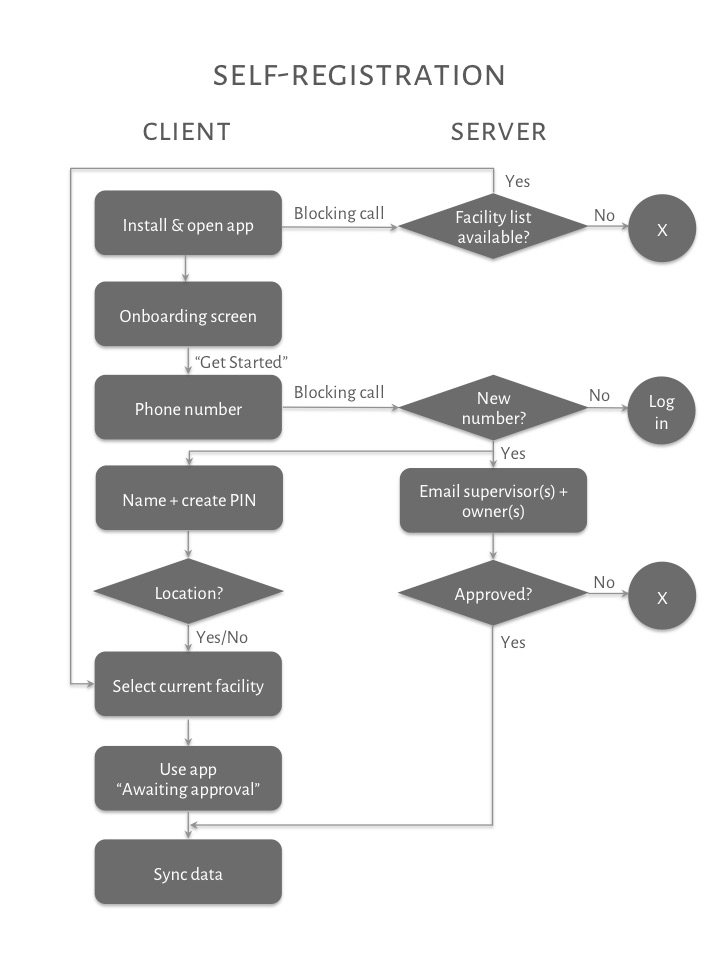 SELF-REGISTRATION
CLIENT
SERVER
Yes
Install & open app
Blocking call
Facility list
available?
No
X
Onboarding screen
“Get Started”
Phone number
Blocking call
New
number?
No
Log
in
Yes
Name + create PIN
Email supervisor(s) +
owner(s)
Location?
Approved?
No
X
Yes/No
Yes
Select current facility
Use app
“Awaiting approval”
Sync data